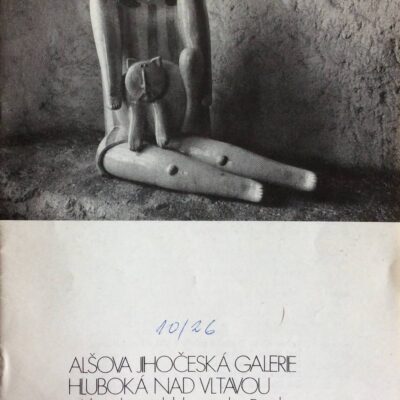 10/26
ALŠOVA JIHOČESKÁ GALERIE
HLUBOKÁ NAD VLTAVOU